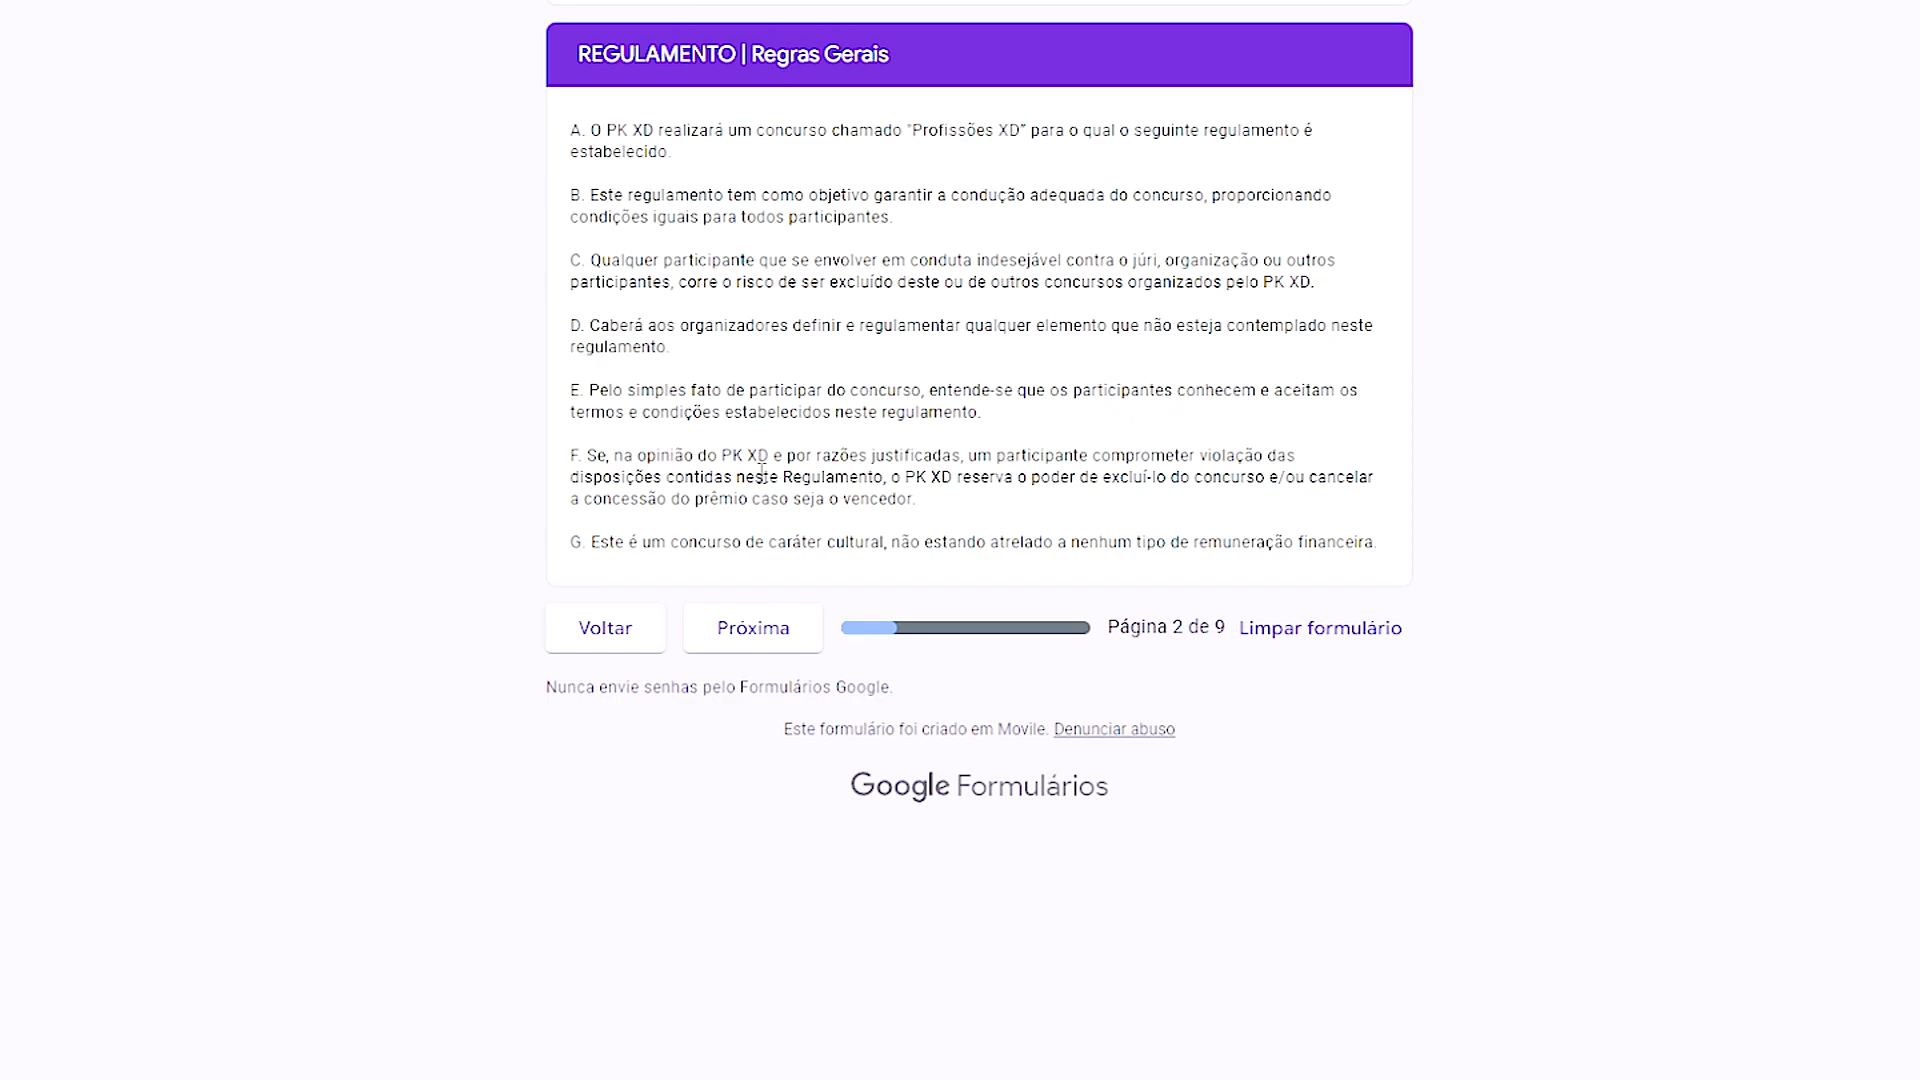 REGULAMENTO | Regras Gerais
A. O PK XD realizará um concurso chamado "Profissões XD" para o qual o seguinte regulamento é
estabelecido.
B. Este regulamento tem como objetivo garantir a condução adequada do concurso, proporcionando
condições iguais para todos participantes.
C. Qualquer participante que se envolver em conduta indesejável contra o júri, organização ou outros
participantes, corre o risco de ser excluído deste ou de outros concursos organizados pelo PK XD.
D. Caberá aos organizadores definir e regulamentar qualquer elemento que não esteja contemplado neste
regulamento.
E. Pelo simples fato de participar do concurso, entende-se que os participantes conhecem e aceitam os
termos e condições estabelecidos neste regulamento.
F. Se, na opinião do PK XD e por razões justificadas, um participante comprometer violação das
disposições contidas neste Regulamento, o PK XD reserva o poder de excluí-lo do concurso e/ou cancelar
a concessão do prêmio caso seja o vencedor.
G. Este é um concurso de caráter cultural, não estando atrelado a nenhum tipo de remuneração financeira.
Voltar Próxima Página 2 de 9 Limpar formulário
Nunca envie senhas pelo Formulários Google.
Este formulário foi criado em Movile. Denunciar abuso
Google Formulários